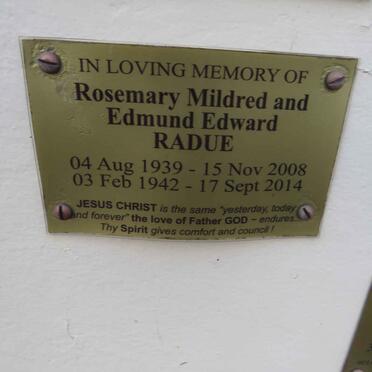 IN LOVING MEMORY OF
Rosemary Mildred and
Edmund Edward
RADUE
04 Aug 1939 - 15 Nov 2008
03 Feb 1942 - 17 Sept 2014
JESUS CHRIST is the same "yesterday, today
and forever" the love of Father GOD ~ endures.
Thy Spirit gives comfort and council !